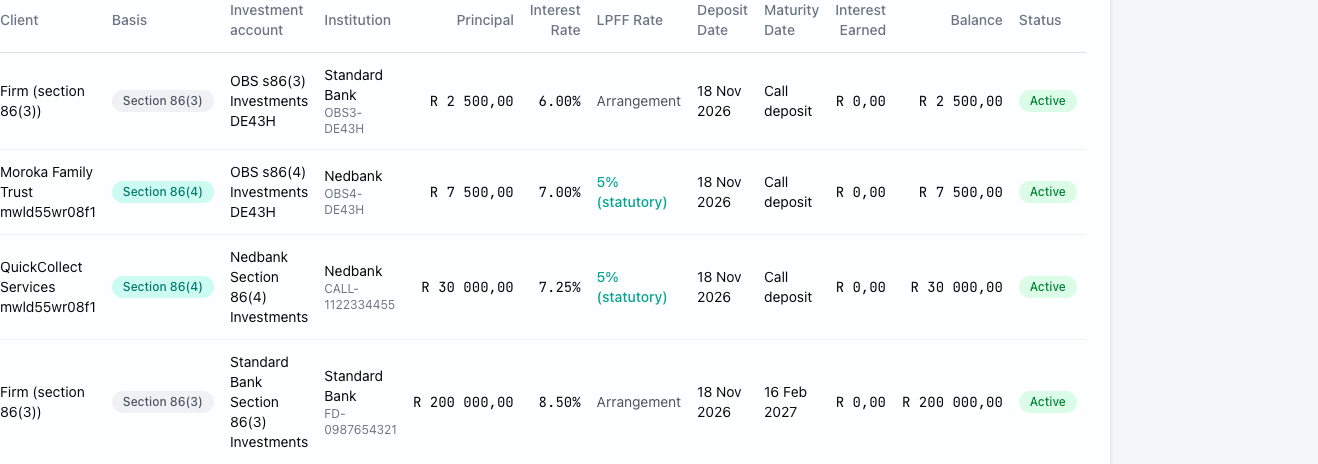 Client Basis Investment account Institution Principal Interest Rate LPFF Rate Deposit Date Maturity Date Interest Earned Balance Status
Firm (section 86(3)) Section 86(3) OBS s86(3) Investments DE43H Standard Bank OBS3-DE43H R 2 500,00 6.00% Arrangement 18 Nov 2026 Call deposit R 0,00 R 2 500,00 Active
Moroka Family Trust mwld55wr08f1 Section 86(4) OBS s86(4) Investments DE43H Nedbank OBS4-DE43H R 7 500,00 7.00% 5% (statutory) 18 Nov 2026 Call deposit R 0,00 R 7 500,00 Active
QuickCollect Services mwld55wr08f1 Section 86(4) Nedbank Section 86(4) Investments Nedbank CALL-1122334455 R 30 000,00 7.25% 5% (statutory) 18 Nov 2026 Call deposit R 0,00 R 30 000,00 Active
Firm (section 86(3)) Section 86(3) Standard Bank Section 86(3) Investments Standard Bank FD-0987654321 R 200 000,00 8.50% Arrangement 18 Nov 2026 16 Feb 2027 R 0,00 R 200 000,00 Active